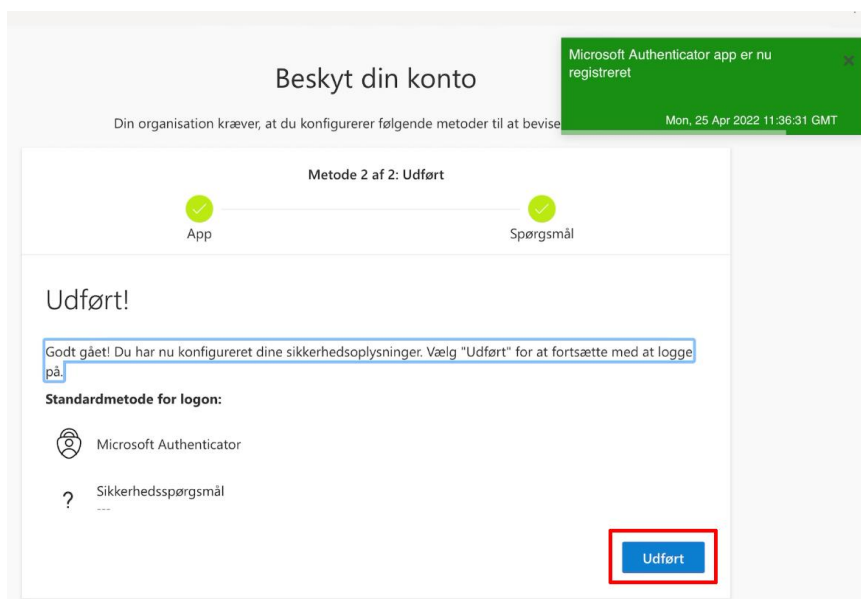 Beskyt din konto
Microsoft Authenticator app er nu
registreret
Mon, 25 Apr 2022 11:36:31 GMT
Din organisation kræver, at du konfigurerer følgende metoder til at bevise
Metode 2 af 2: Udført
App
Spørgsmål
Udført!
Godt gået! Du har nu konfigureret dine sikkerhedsoplysninger. Vælg "Udført" for at fortsætte med at logge
på.
Standardmetode for logon:
Microsoft Authenticator
?
Sikkerhedsspørgsmål
---
Udført